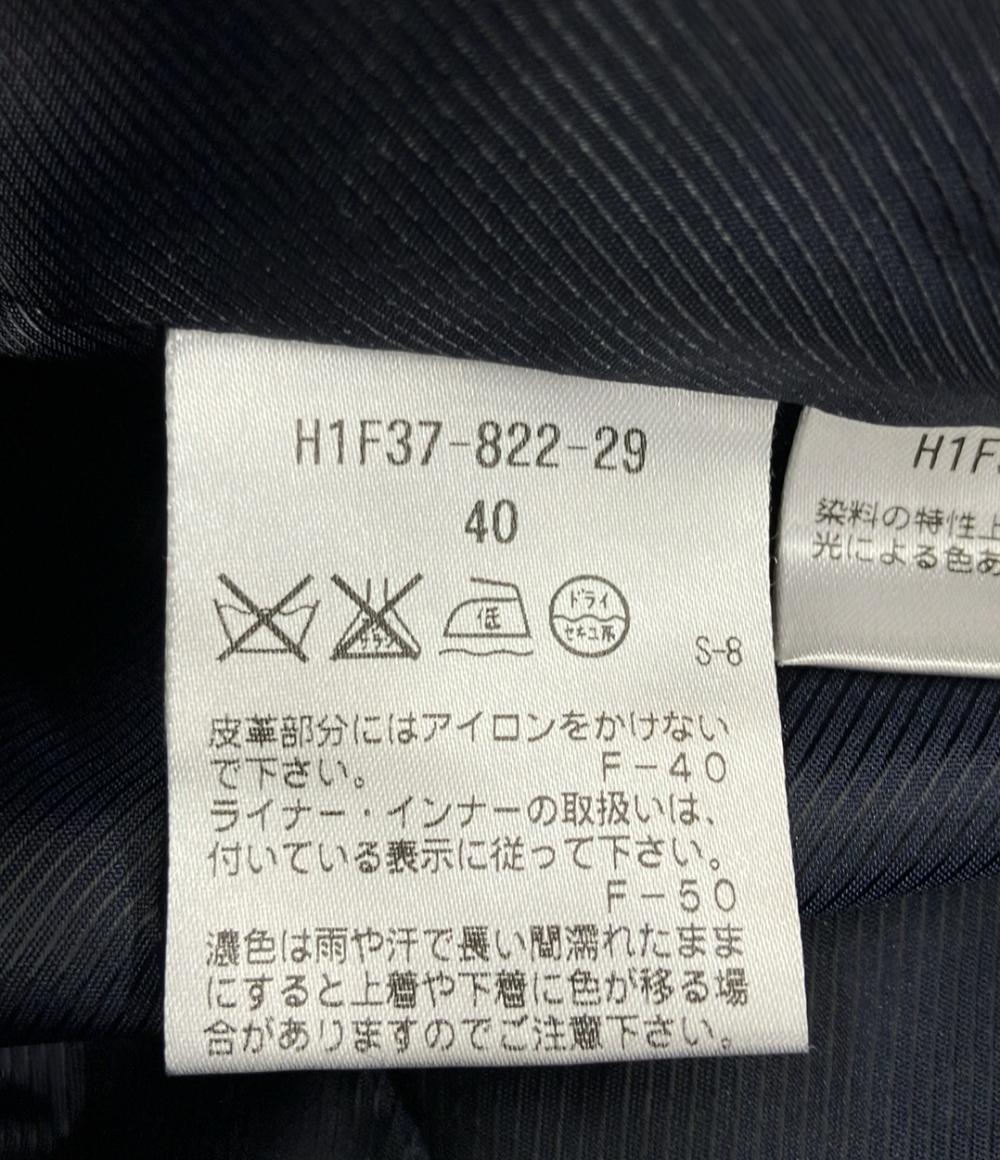 H1F37-822-29
40
低
ドライ
セキユ系
S-8
皮革部分にはアイロンをかけない
で下さい。 F-40
ライナー・インナーの取扱いは、
付いている表示に従って下さい。
F-50
濃色は雨や汗で長い間濡れたまま
にすると上着や下着に色が移る場
合がありますのでご注意下さい。
H1F
染料の特性上
光による色あ